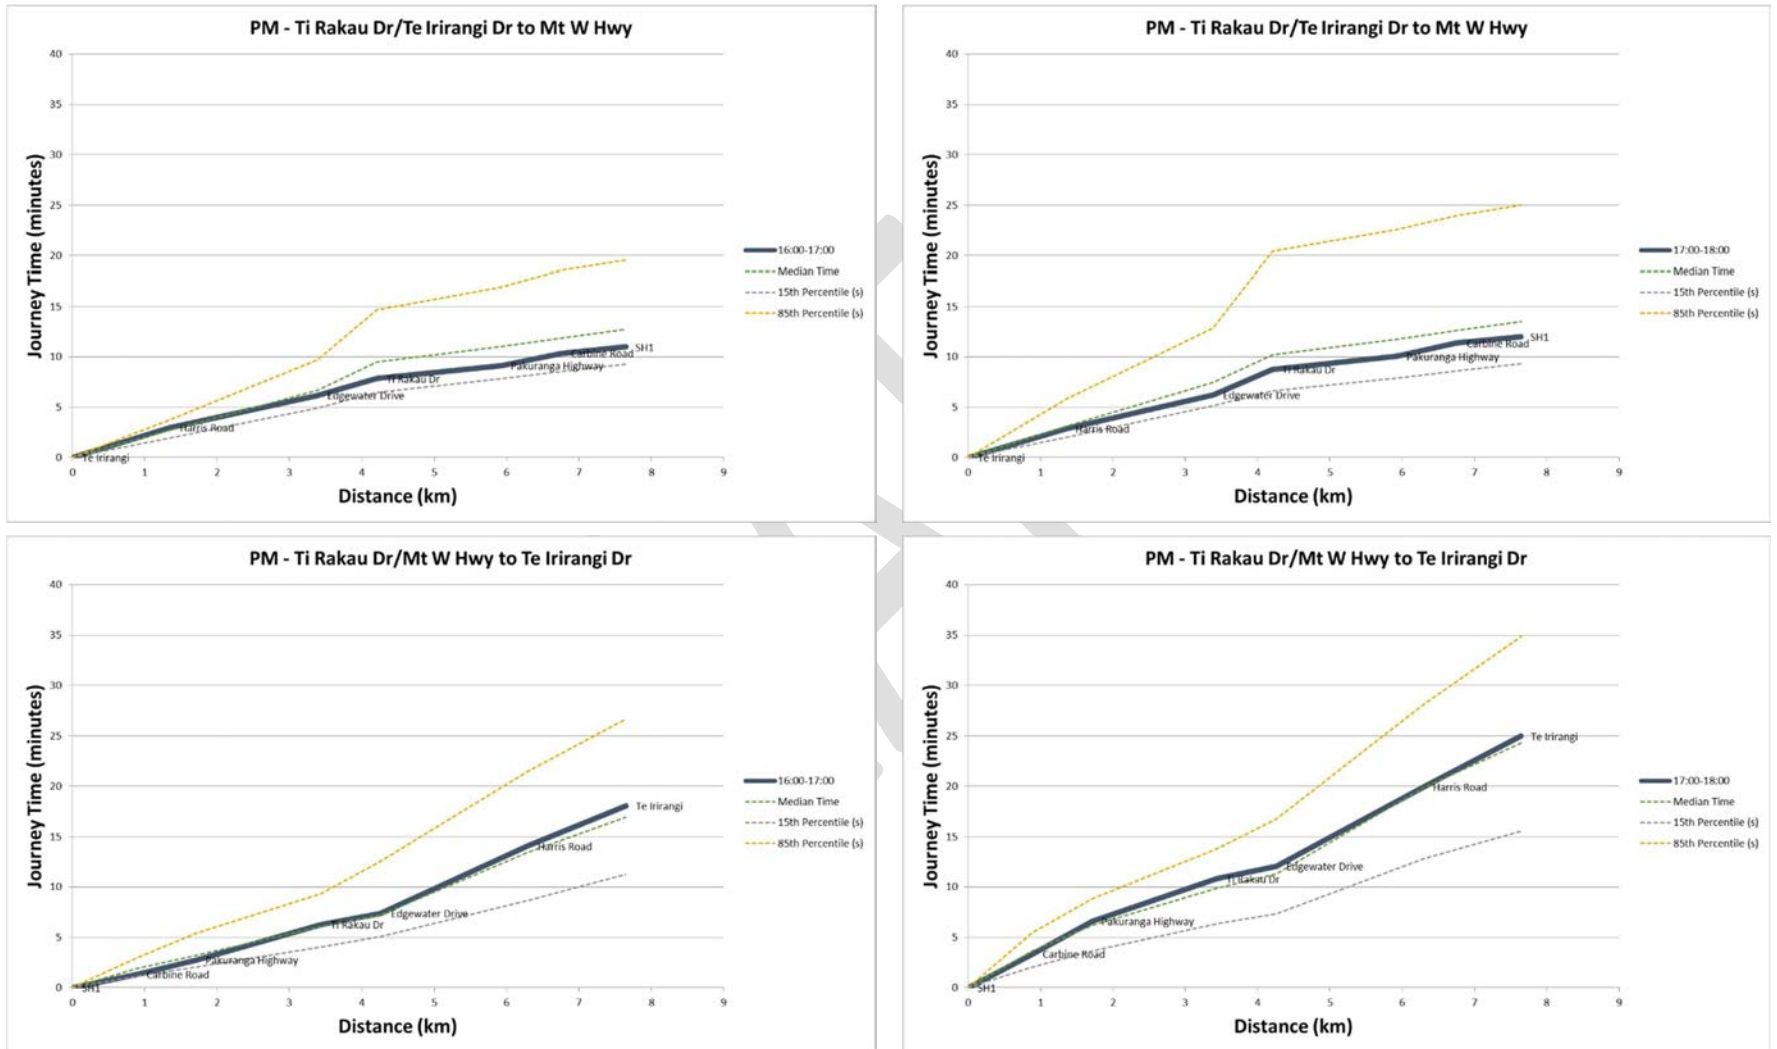 PM - Ti Rakau Dr/Te Irirangi Dr to Mt W Hwy
Journey Time (minutes)
40
35
30
25
20
15
10
5
0
Te Irirangi
Harris Road
Edgewater Drive
Ti Rakau Dr
Pakuranga Highway
Carbine Road
SH1
0 1 2 3 4 5 6 7 8 9
Distance (km)
16:00-17:00
Median Time
15th Percentile (s)
85th Percentile (s)
PM - Ti Rakau Dr/Te Irirangi Dr to Mt W Hwy
Journey Time (minutes)
40
35
30
25
20
15
10
5
0
Te Irirangi
Harris Road
Edgewater Drive
Ti Rakau Dr
Pakuranga Highway
Carbine Road
SH1
0 1 2 3 4 5 6 7 8 9
Distance (km)
17:00-18:00
Median Time
15th Percentile (s)
85th Percentile (s)
PM - Ti Rakau Dr/Mt W Hwy to Te Irirangi Dr
Journey Time (minutes)
40
35
30
25
20
15
10
5
0
SH1
Carbine Road
Pakuranga Highway
Ti Rakau Dr
Edgewater Drive
Harris Road
Te Irirangi
0 1 2 3 4 5 6 7 8 9
Distance (km)
16:00-17:00
Median Time
15th Percentile (s)
85th Percentile (s)
PM - Ti Rakau Dr/Mt W Hwy to Te Irirangi Dr
Journey Time (minutes)
40
35
30
25
20
15
10
5
0
SH1
Carbine Road
Pakuranga Highway
Ti Rakau Dr
Edgewater Drive
Harris Road
Te Irirangi
0 1 2 3 4 5 6 7 8 9
Distance (km)
17:00-18:00
Median Time
15th Percentile (s)
85th Percentile (s)